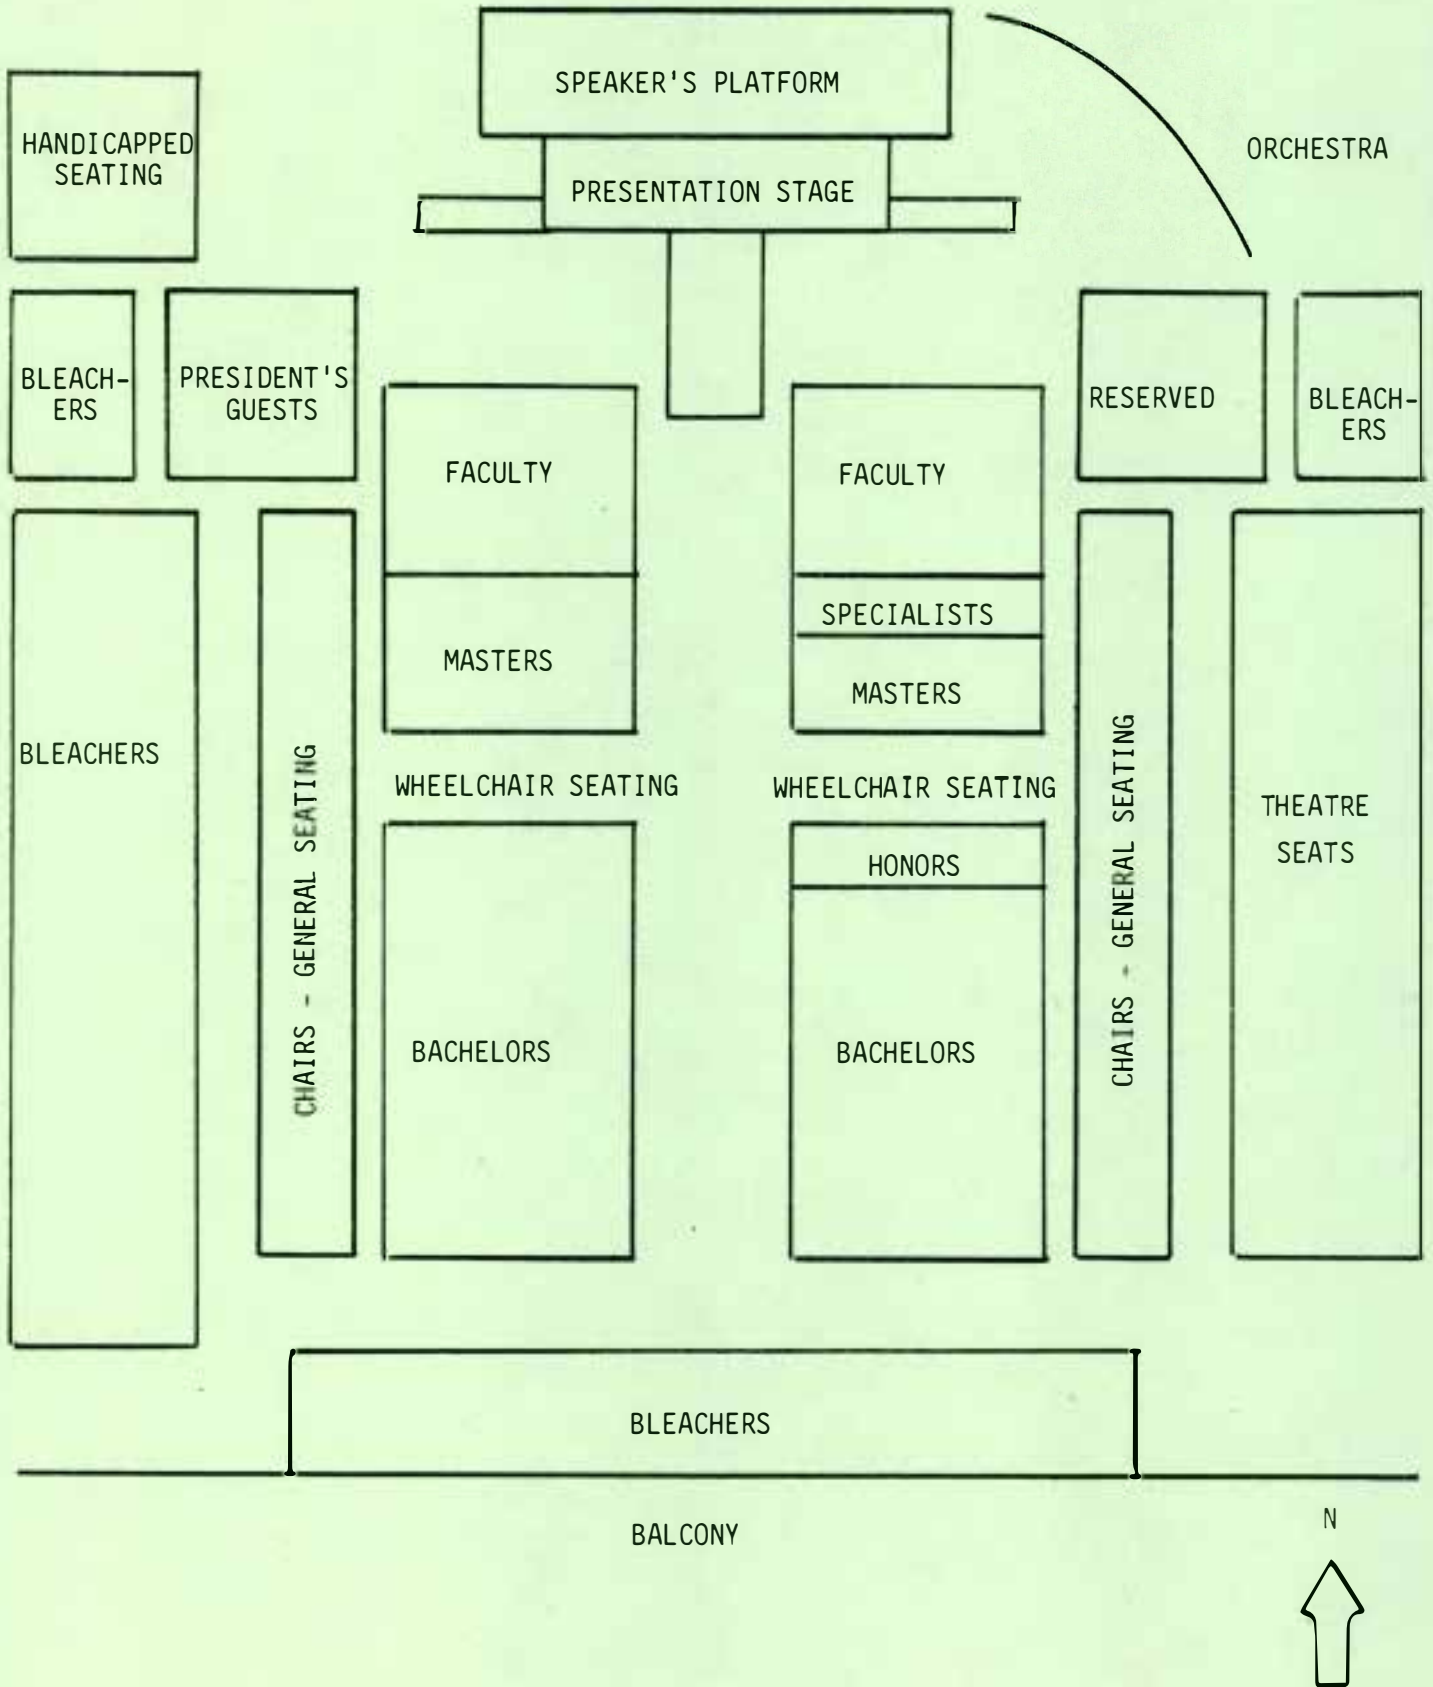 SPEAKER'S PLATFORM
HANDICAPPED
SEATING
ORCHESTRA
PRESENTATION STAGE
BLEACH-
ERS
PRESIDENT'S
GUESTS
RESERVED
BLEACH-
ERS
FACULTY
FACULTY
SPECIALISTS
MASTERS
MASTERS
BLEACHERS
CHAIRS - GENERAL SEATING
WHEELCHAIR SEATING
WHEELCHAIR SEATING
CHAIRS - GENERAL SEATING
THEATRE
SEATS
HONORS
BACHELORS
BACHELORS
BLEACHERS
BALCONY
N